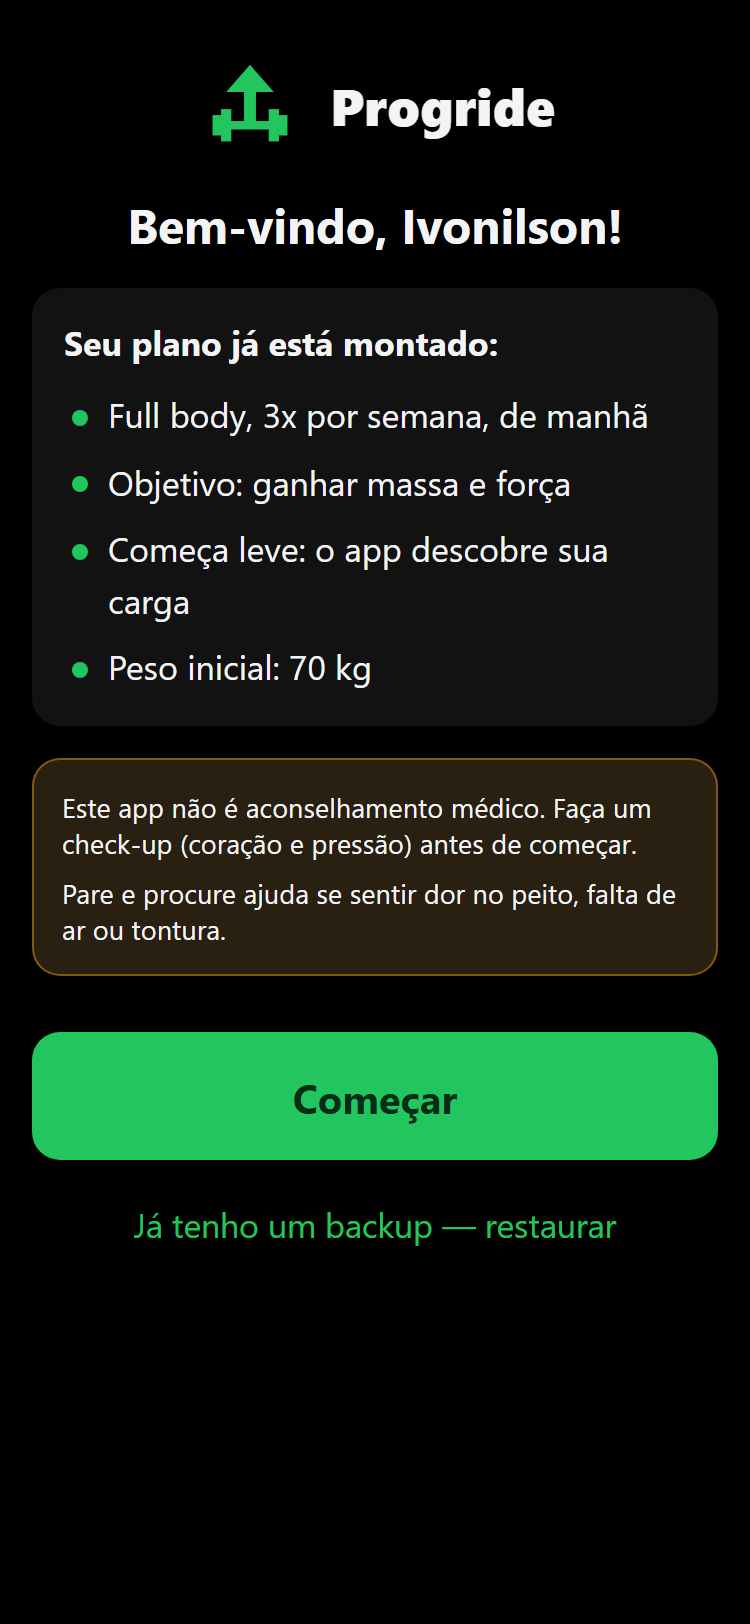 Progride
Bem-vindo, Ivonilson!
Seu plano já está montado:
Full body, 3x por semana, de manhã
Objetivo: ganhar massa e força
Começa leve: o app descobre sua
carga
Peso inicial: 70 kg
Este app não é aconselhamento médico. Faça um
check-up (coração e pressão) antes de começar.
Pare e procure ajuda se sentir dor no peito, falta de
ar ou tontura.
Começar
Já tenho um backup — restaurar